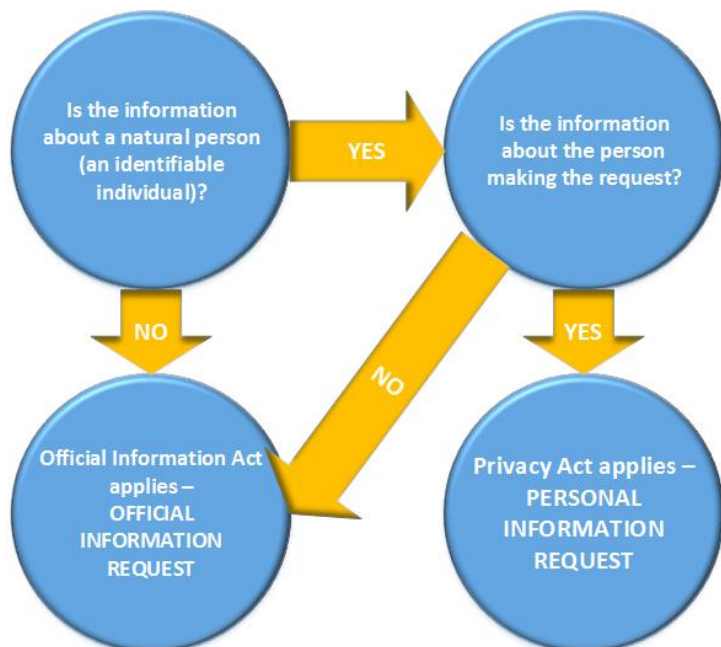 Is the information
about a natural person
(an identifiable
individual)?
YES
Is the information
about the person
making the request?
NO
NO
YES
Official Information Act
applies –
OFFICIAL
INFORMATION
REQUEST
Privacy Act applies –
PERSONAL
INFORMATION
REQUEST